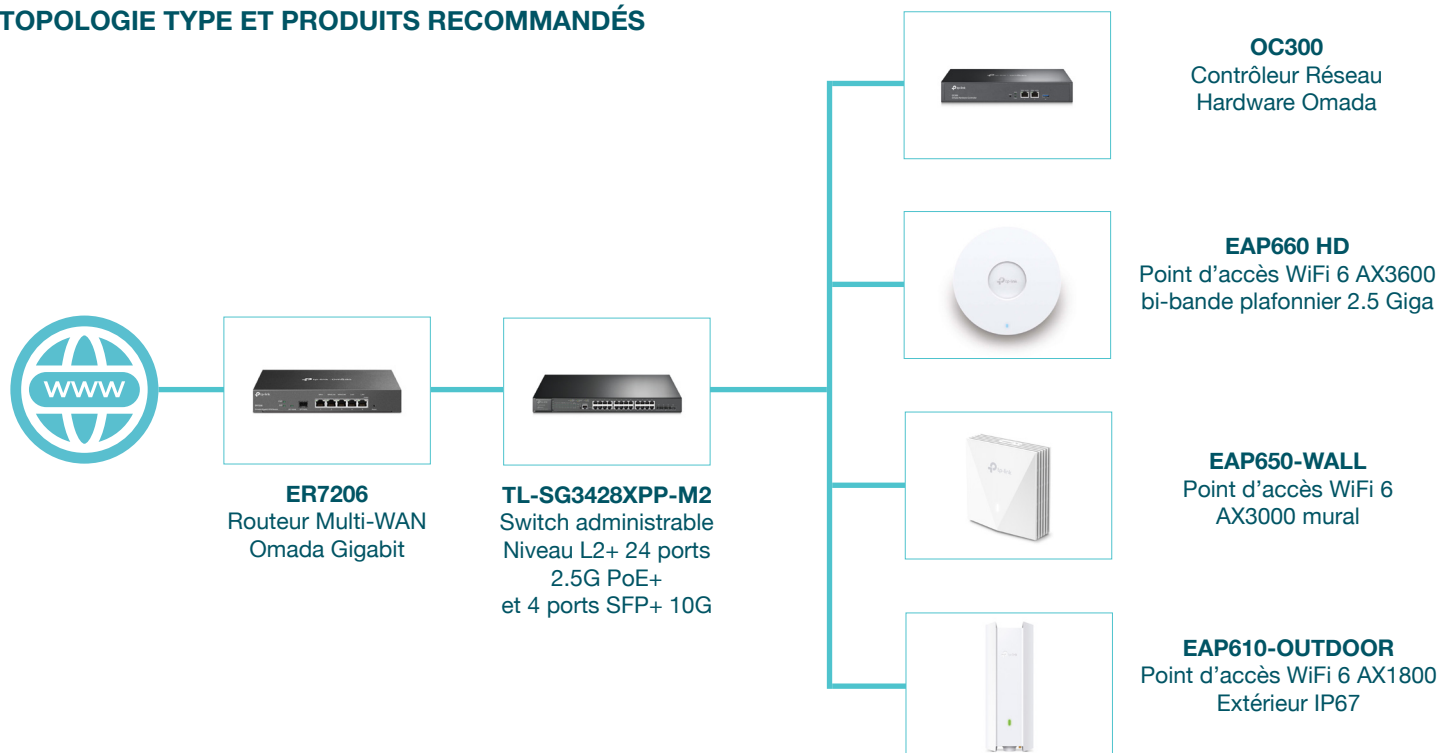 TOPOLOGIE TYPE ET PRODUITS RECOMMANDÉS
OC300
Contrôleur Réseau
Hardware Omada
EAP660 HD
Point d’accès WiFi 6 AX3600
bi-bande plafonnier 2.5 Giga
www
ER7206
Routeur Multi-WAN
Omada Gigabit
TL-SG3428XPP-M2
Switch administrable
Niveau L2+ 24 ports
2.5G PoE+
et 4 ports SFP+ 10G
EAP650-WALL
Point d’accès WiFi 6
AX3000 mural
EAP610-OUTDOOR
Point d’accès WiFi 6 AX1800
Extérieur IP67